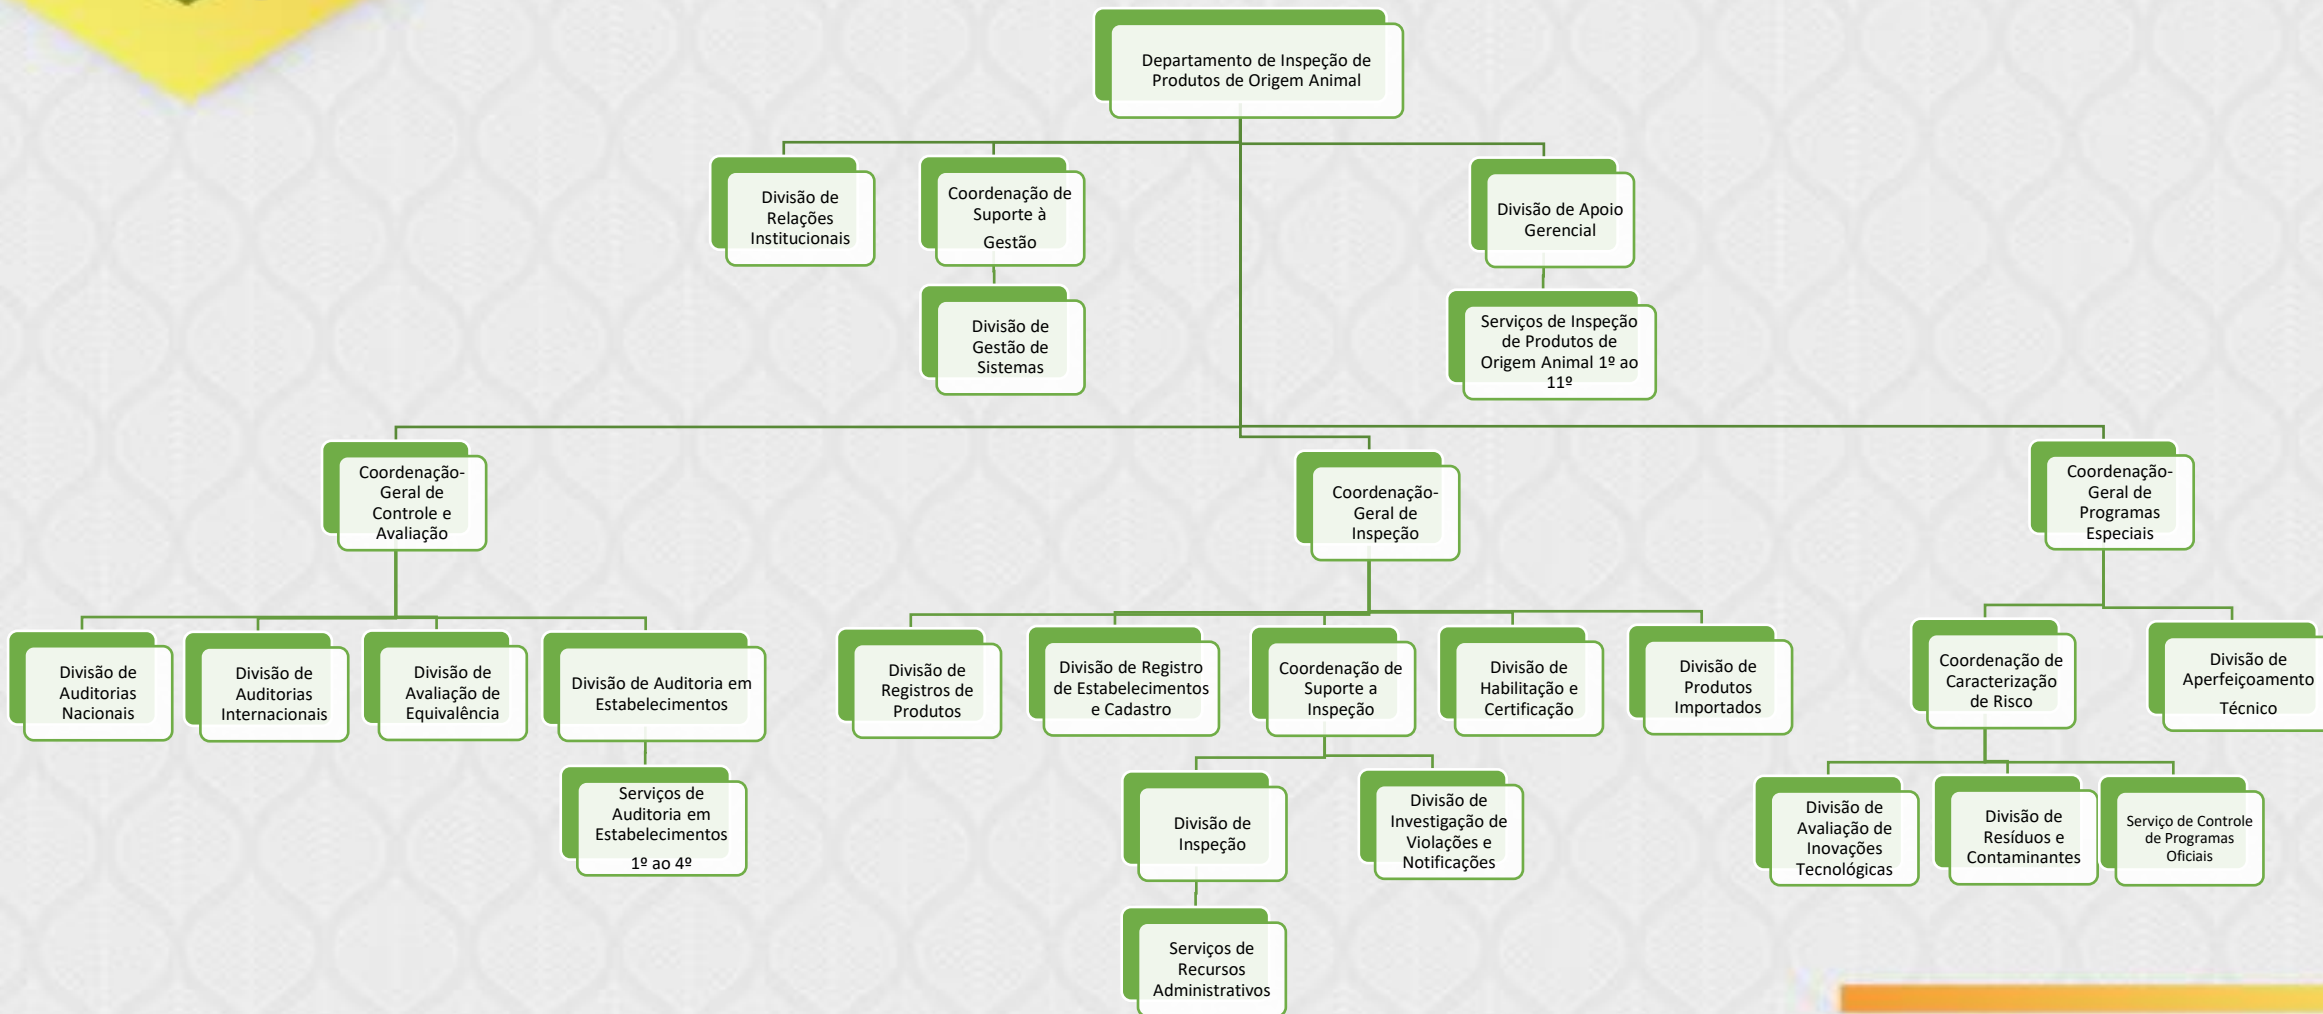 Departamento de Inspeção de
Produtos de Origem Animal
Divisão de
Relações
Institucionais
Coordenação de
Suporte à
Gestão
Divisão de Apoio
Gerencial
Divisão de
Gestão de
Sistemas
Serviços de Inspeção
de Produtos de
Origem Animal 1º ao
11º
Coordenação-
Geral de
Controle e
Avaliação
Coordenação-
Geral de
Inspeção
Coordenação-
Geral de
Programas
Especiais
Divisão de
Auditorias
Nacionais
Divisão de
Auditorias
Internacionais
Divisão de
Avaliação de
Equivalência
Divisão de Auditoria em
Estabelecimentos
Divisão de
Registros de
Produtos
Divisão de Registro
de Estabelecimentos
e Cadastro
Coordenação de
Suporte a
Inspeção
Divisão de
Habilitação e
Certificação
Divisão de
Produtos
Importados
Coordenação de
Caracterização
de Risco
Divisão de
Aperfeiçoamento
Técnico
Serviços de
Auditoria em
Estabelecimentos
1º ao 4º
Divisão de
Inspeção
Divisão de
Investigação de
Violações e
Notificações
Divisão de
Avaliação de
Inovações
Tecnológicas
Divisão de
Resíduos e
Contaminantes
Serviço de Controle
de Programas
Oficiais
Serviços de
Recursos
Administrativos